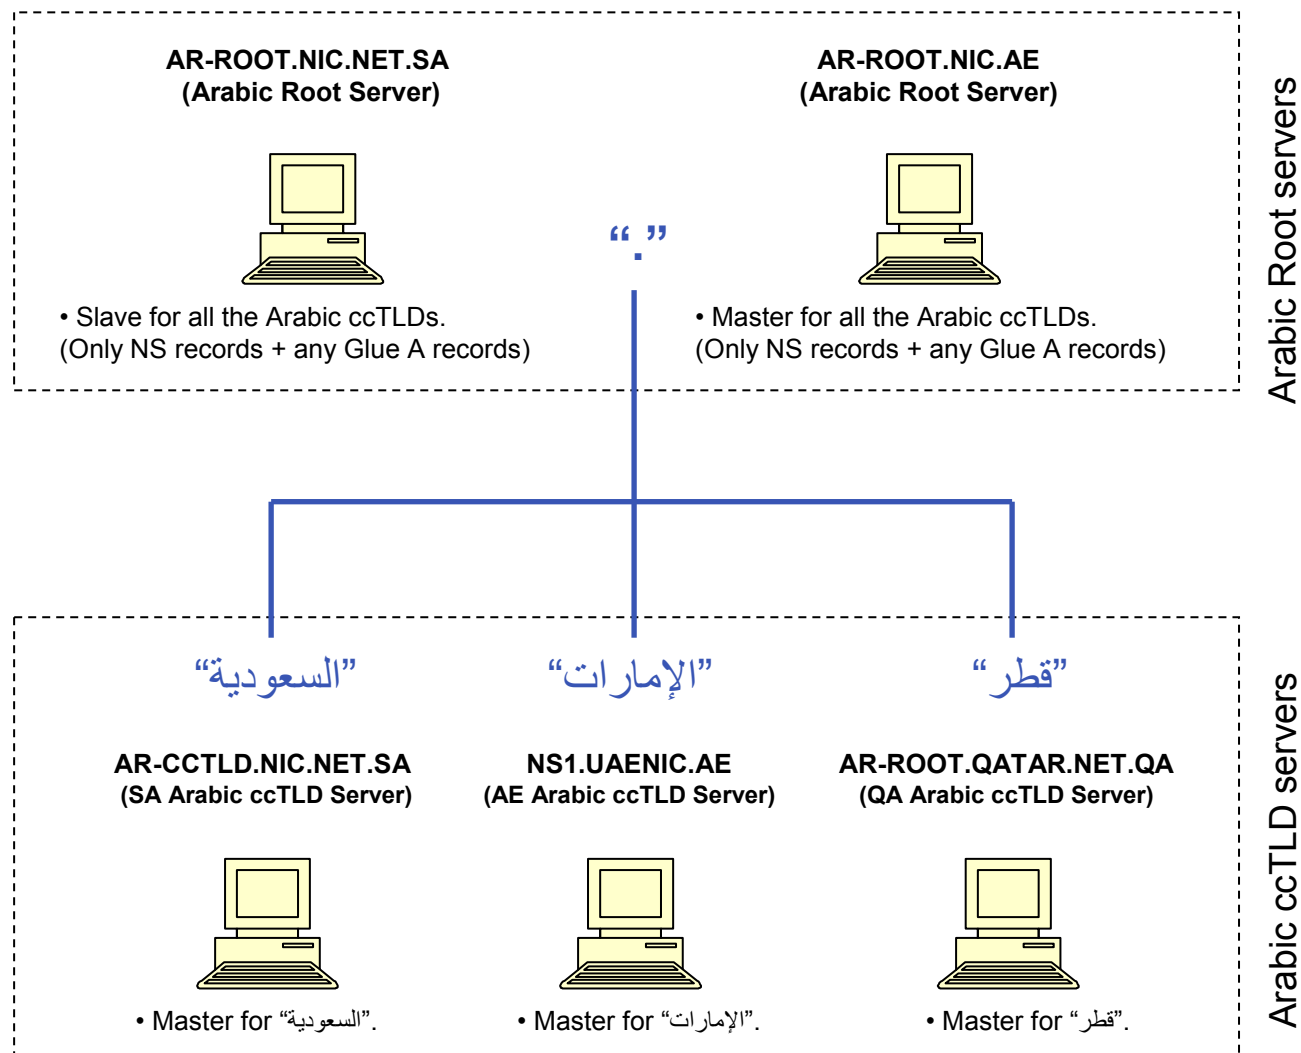 AR-ROOT.NIC.NET.SA
(Arabic Root Server)
AR-ROOT.NIC.AE
(Arabic Root Server)
“.”
• Slave for all the Arabic ccTLDs.
(Only NS records + any Glue A records)
• Master for all the Arabic ccTLDs.
(Only NS records + any Glue A records)
Arabic Root servers
“السعودية”
“الإمارات”
“قطر”
AR-CCTLD.NIC.NET.SA
(SA Arabic ccTLD Server)
NS1.UAENIC.AE
(AE Arabic ccTLD Server)
AR-ROOT.QATAR.NET.QA
(QA Arabic ccTLD Server)
• Master for “السعودية”.
• Master for “الإمارات”.
• Master for “قطر”.
Arabic ccTLD servers